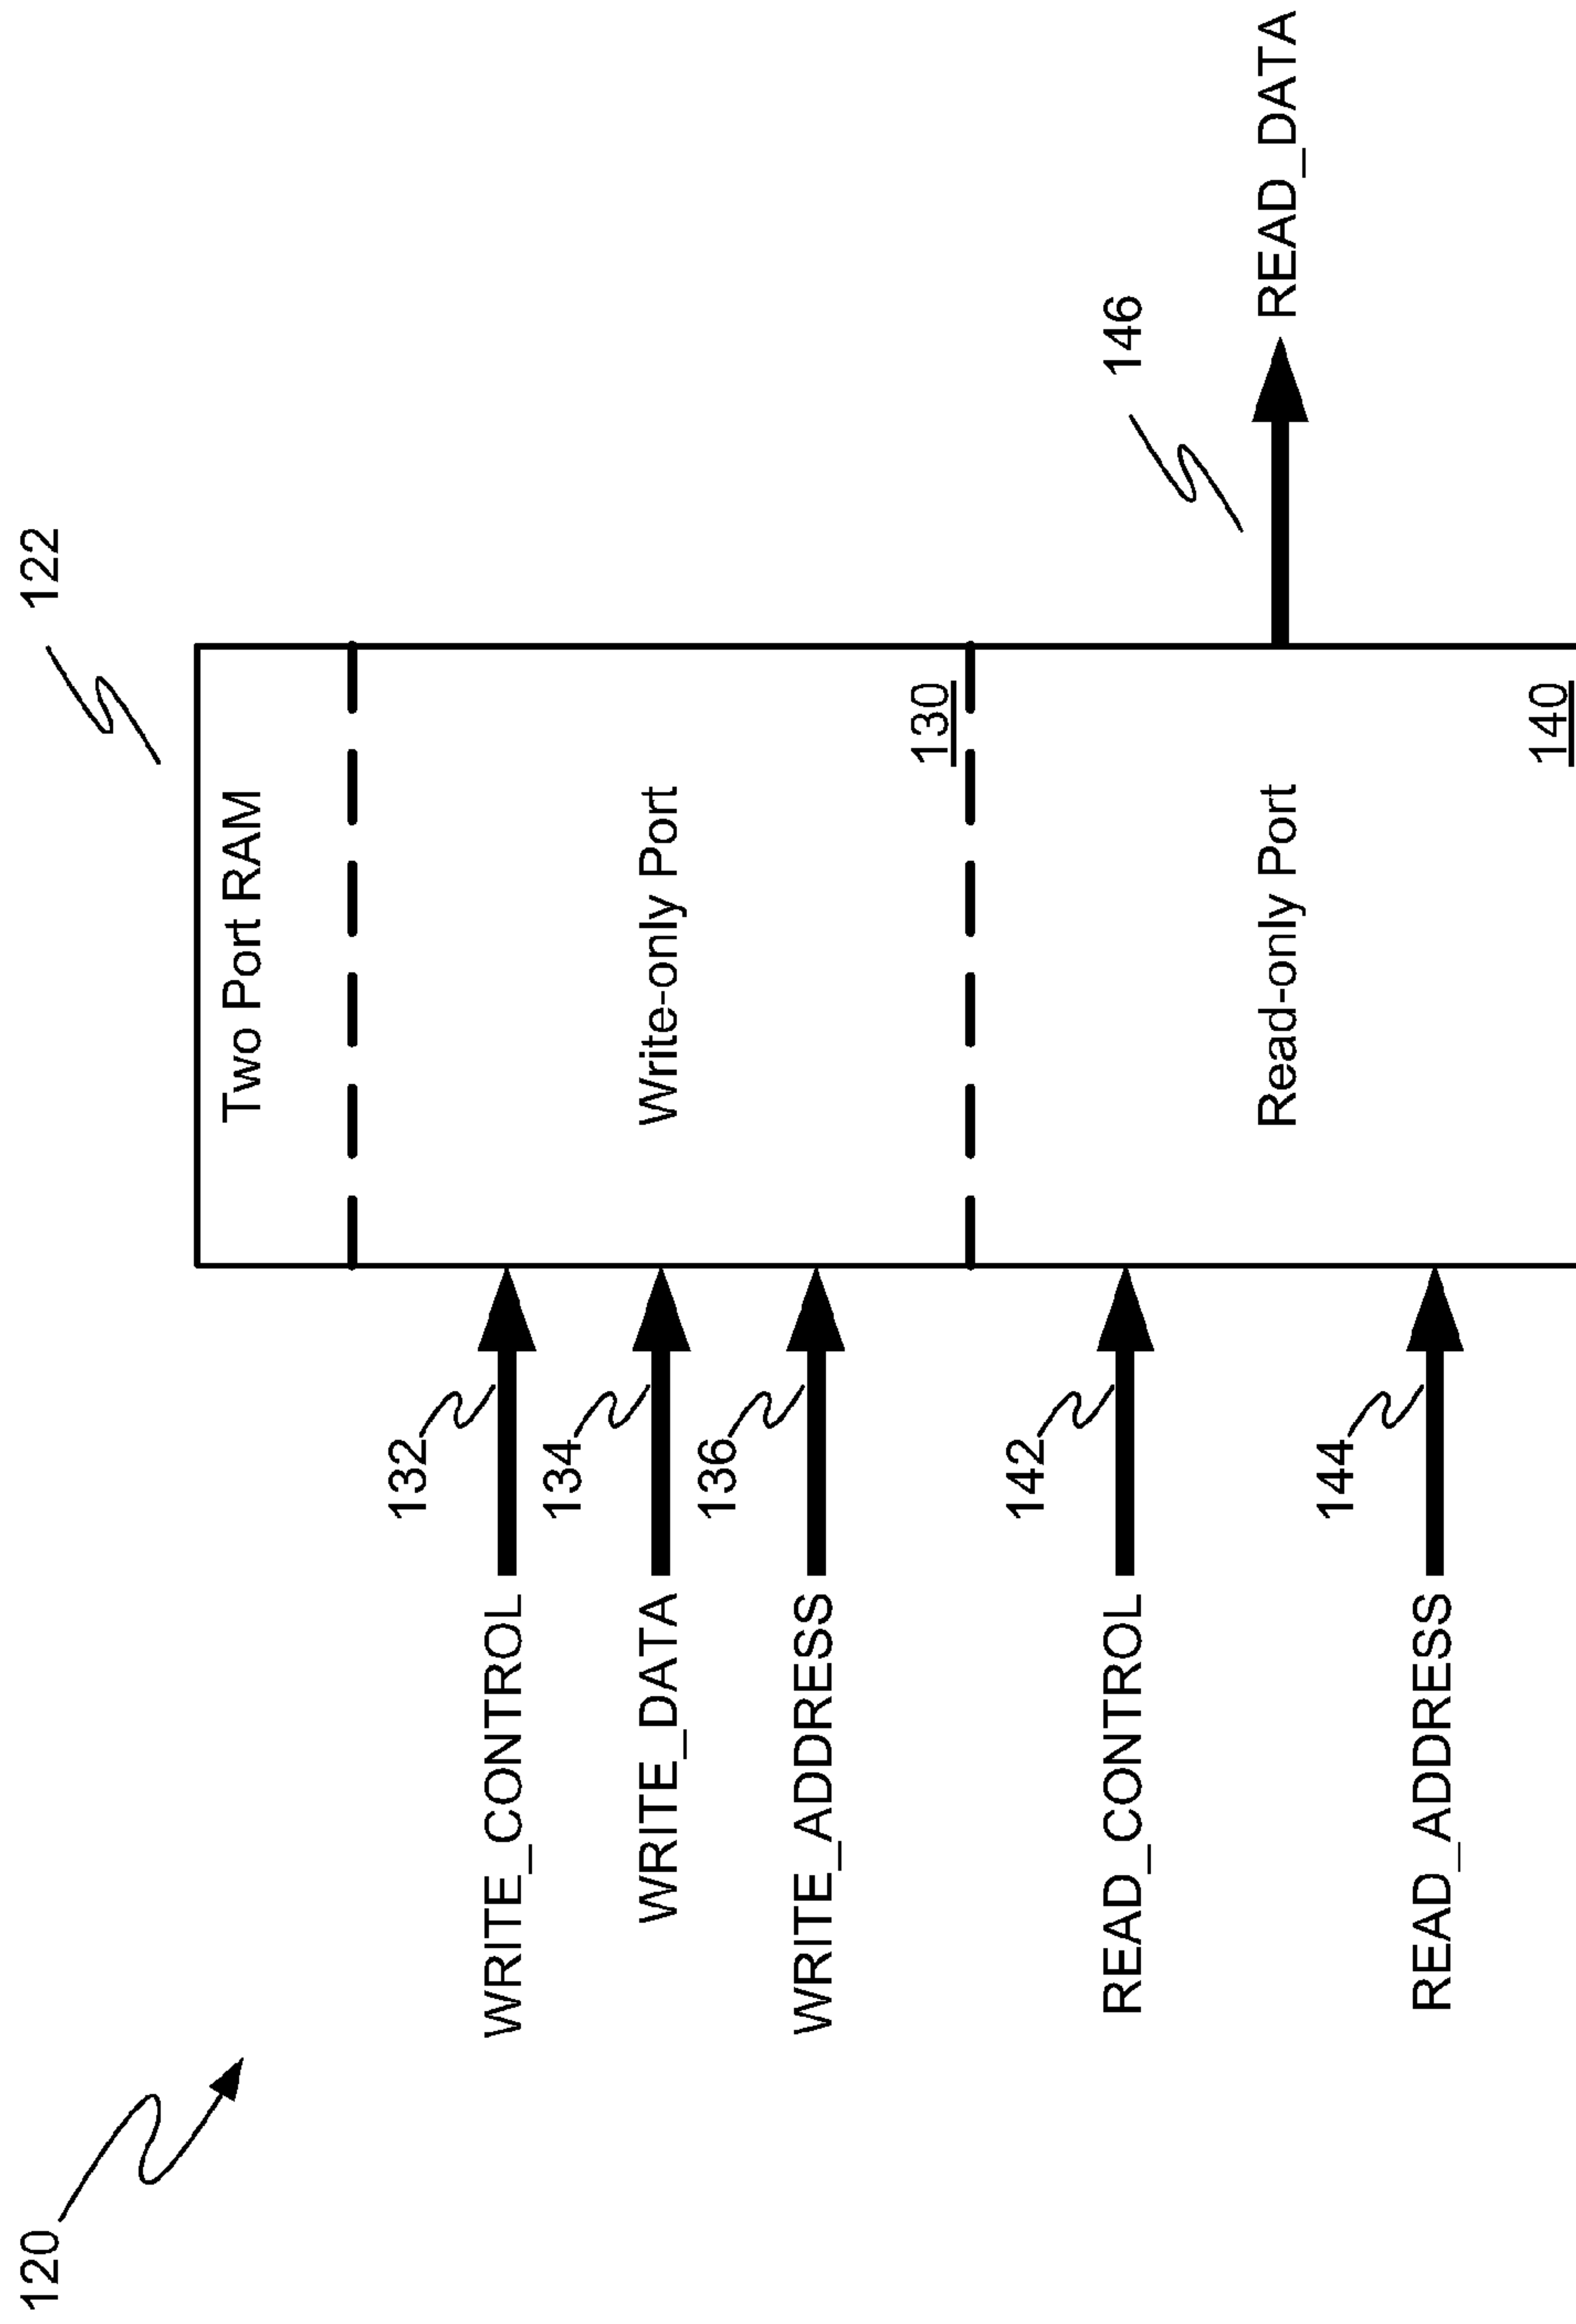 120
122
Two Port RAM
132
WRITE_CONTROL
134
WRITE_DATA
Write-only Port
136
WRITE_ADDRESS
130
142
READ_CONTROL
146
Read-only Port
READ_DATA
144
READ_ADDRESS
140